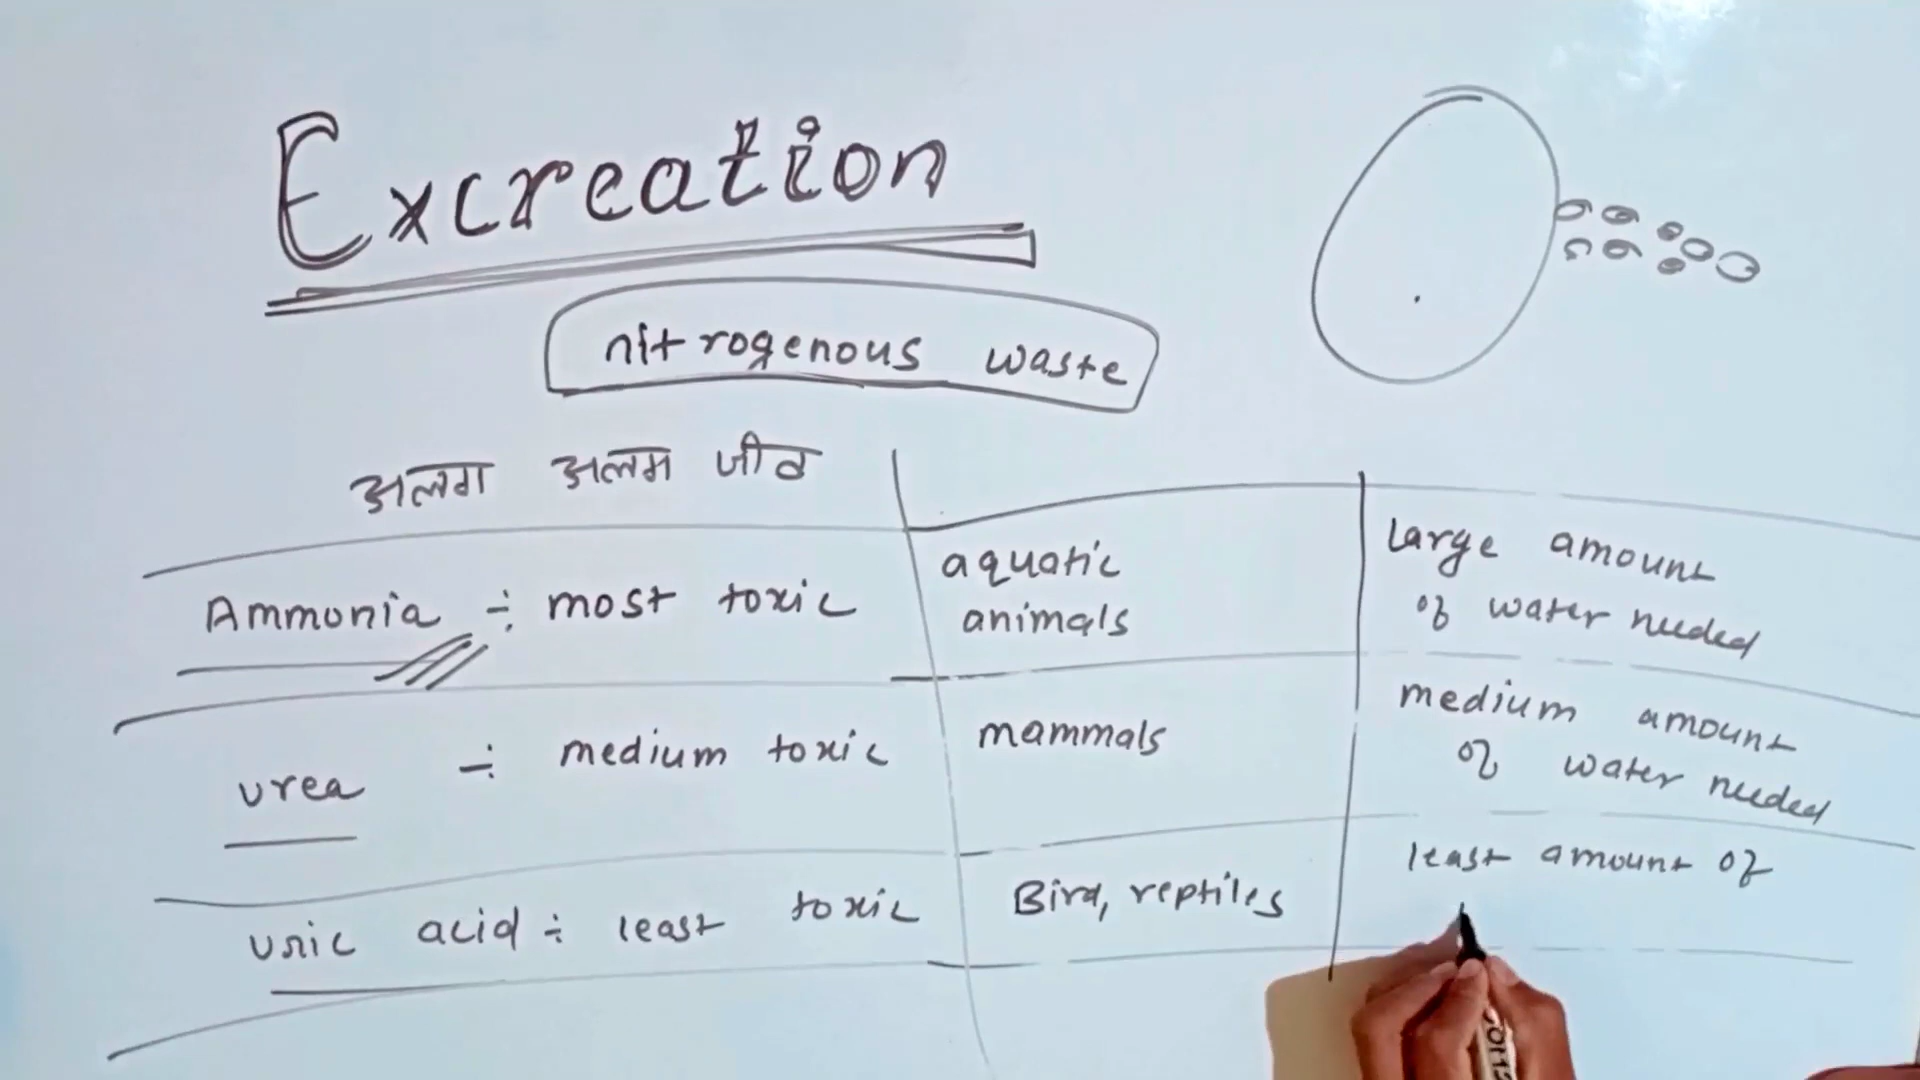 Excreation
nitrogenous waste
अलग अलग जीव
Ammonia ÷ most toxic
aquatic
animals
Large amount
of water needed
urea ÷ medium toxic
mammals
medium amount
of water needed
uric acid ÷ least toxic
Bird, reptiles
least amount of